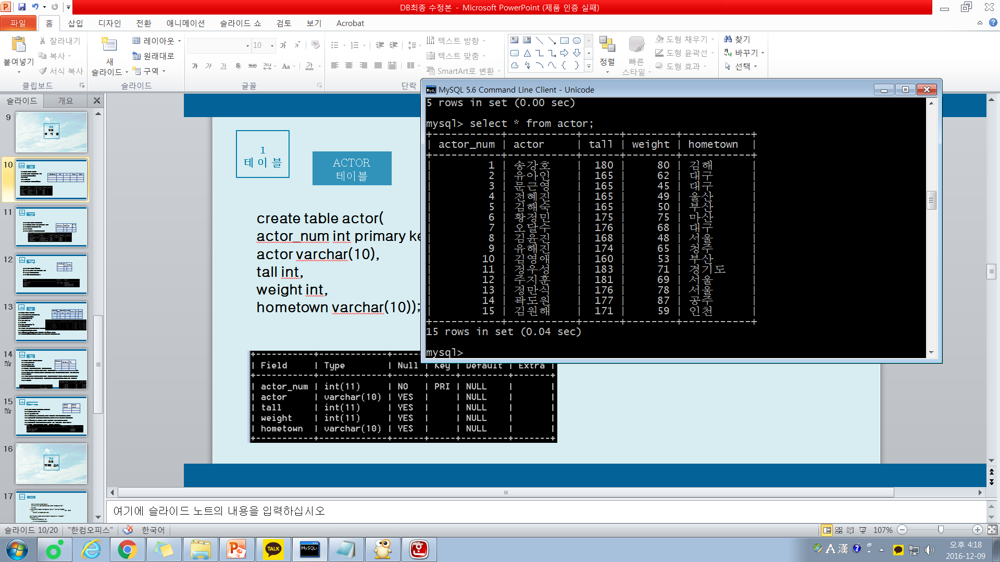 DB최종 수정본 - Microsoft PowerPoint (제품 인증 실패)
파일 홈 삽입 디자인 전환 애니메이션 슬라이드 쇼 검토 보기 Acrobat
붙여넣기
잘라내기
복사
서식 복사
클립보드
새 슬라이드
레이아웃
원래대로
구역
슬라이드
10
가 가 가 S 가나 Aa 가
글꼴
텍스트 방향
텍스트 맞춤
SmartArt로 변환
단락
정렬
빠른 스타일
도형 채우기
도형 윤곽선
도형 효과
찾기
바꾸기
선택
슬라이드 개요
9
10
11
12
13
14
15
16
17
1
테 이 블
ACTOR
테이블
create table actor(
actor_num int primary ke
actor varchar(10),
tall int,
weight int,
hometown varchar(10));
| Field | Type | Null | Key | Default | Extra |
| actor_num | int(11) | NO | PRI | NULL | |
| actor | varchar(10) | YES | | NULL | |
| tall | int(11) | YES | | NULL | |
| weight | int(11) | YES | | NULL | |
| hometown | varchar(10) | YES | | NULL | |
MySQL 5.6 Command Line Client - Unicode
5 rows in set (0.00 sec)
mysql> select * from actor;
+-----------+-----------+------+--------+-----------+
| actor_num | actor | tall | weight | hometown |
+-----------+-----------+------+--------+-----------+
| 1 | 송강호 | 180 | 80 | 김해 |
| 2 | 유아인 | 165 | 62 | 대구 |
| 3 | 문근영 | 165 | 45 | 대구 |
| 4 | 전혜진 | 165 | 49 | 울산 |
| 5 | 김해숙 | 165 | 50 | 부산 |
| 6 | 황정민 | 175 | 75 | 마산 |
| 7 | 오달수 | 176 | 68 | 대구 |
| 8 | 김윤진 | 168 | 48 | 서울 |
| 9 | 유해진 | 174 | 65 | 청주 |
| 10 | 김영애 | 160 | 53 | 부산 |
| 11 | 정우성 | 183 | 71 | 경기도 |
| 12 | 주지훈 | 181 | 69 | 서울 |
| 13 | 정만식 | 176 | 78 | 서울 |
| 14 | 곽도원 | 177 | 87 | 공주 |
| 15 | 김원해 | 171 | 59 | 인천 |
+-----------+-----------+------+--------+-----------+
15 rows in set (0.04 sec)
mysql>
여기에 슬라이드 노트의 내용을 입력하십시오
슬라이드 10/20 "한컴오피스" 한국어 107%
TALK
MySQL>
A 漢
오후 4:18
2016-12-09